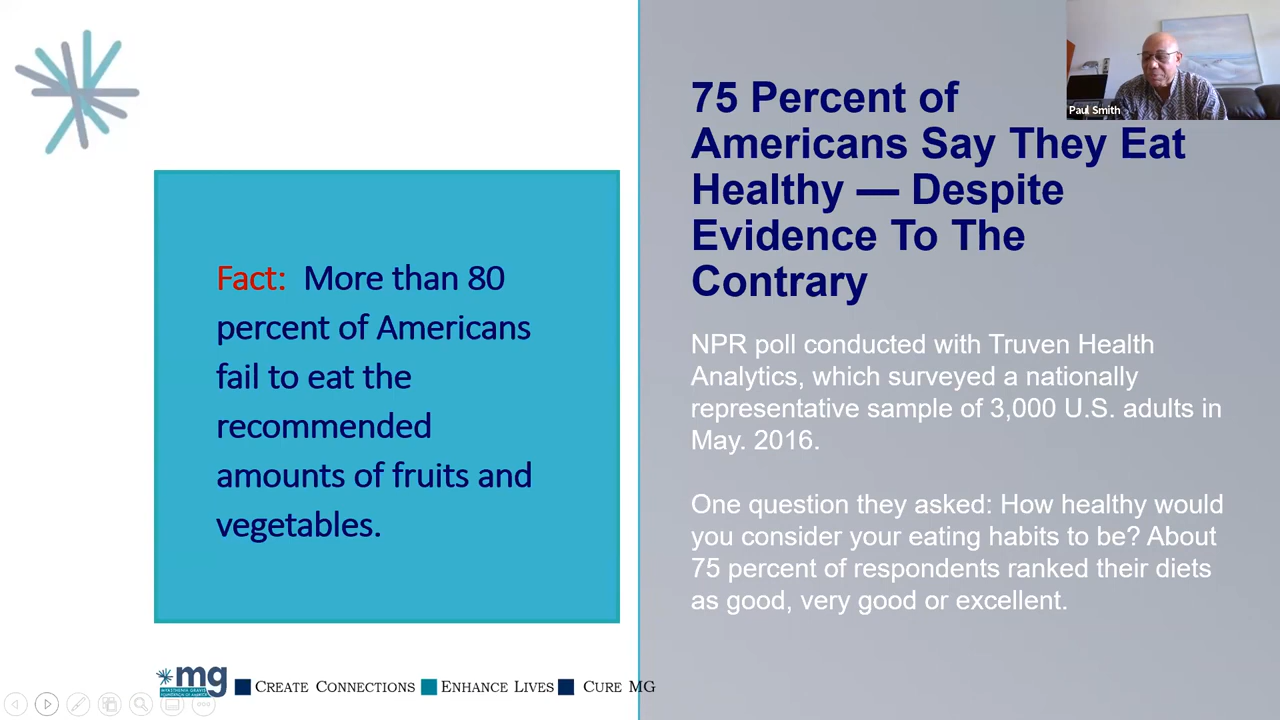 Fact: More than 80
percent of Americans
fail to eat the
recommended
amounts of fruits and
vegetables.
75 Percent of
Americans Say They Eat
Healthy — Despite
Evidence To The
Contrary
NPR poll conducted with Truven Health
Analytics, which surveyed a nationally
representative sample of 3,000 U.S. adults in
May. 2016.
One question they asked: How healthy would
you consider your eating habits to be? About
75 percent of respondents ranked their diets
as good, very good or excellent.
Paul Smith
mg
CREATE CONNECTIONS ENHANCE LIVES CURE MG